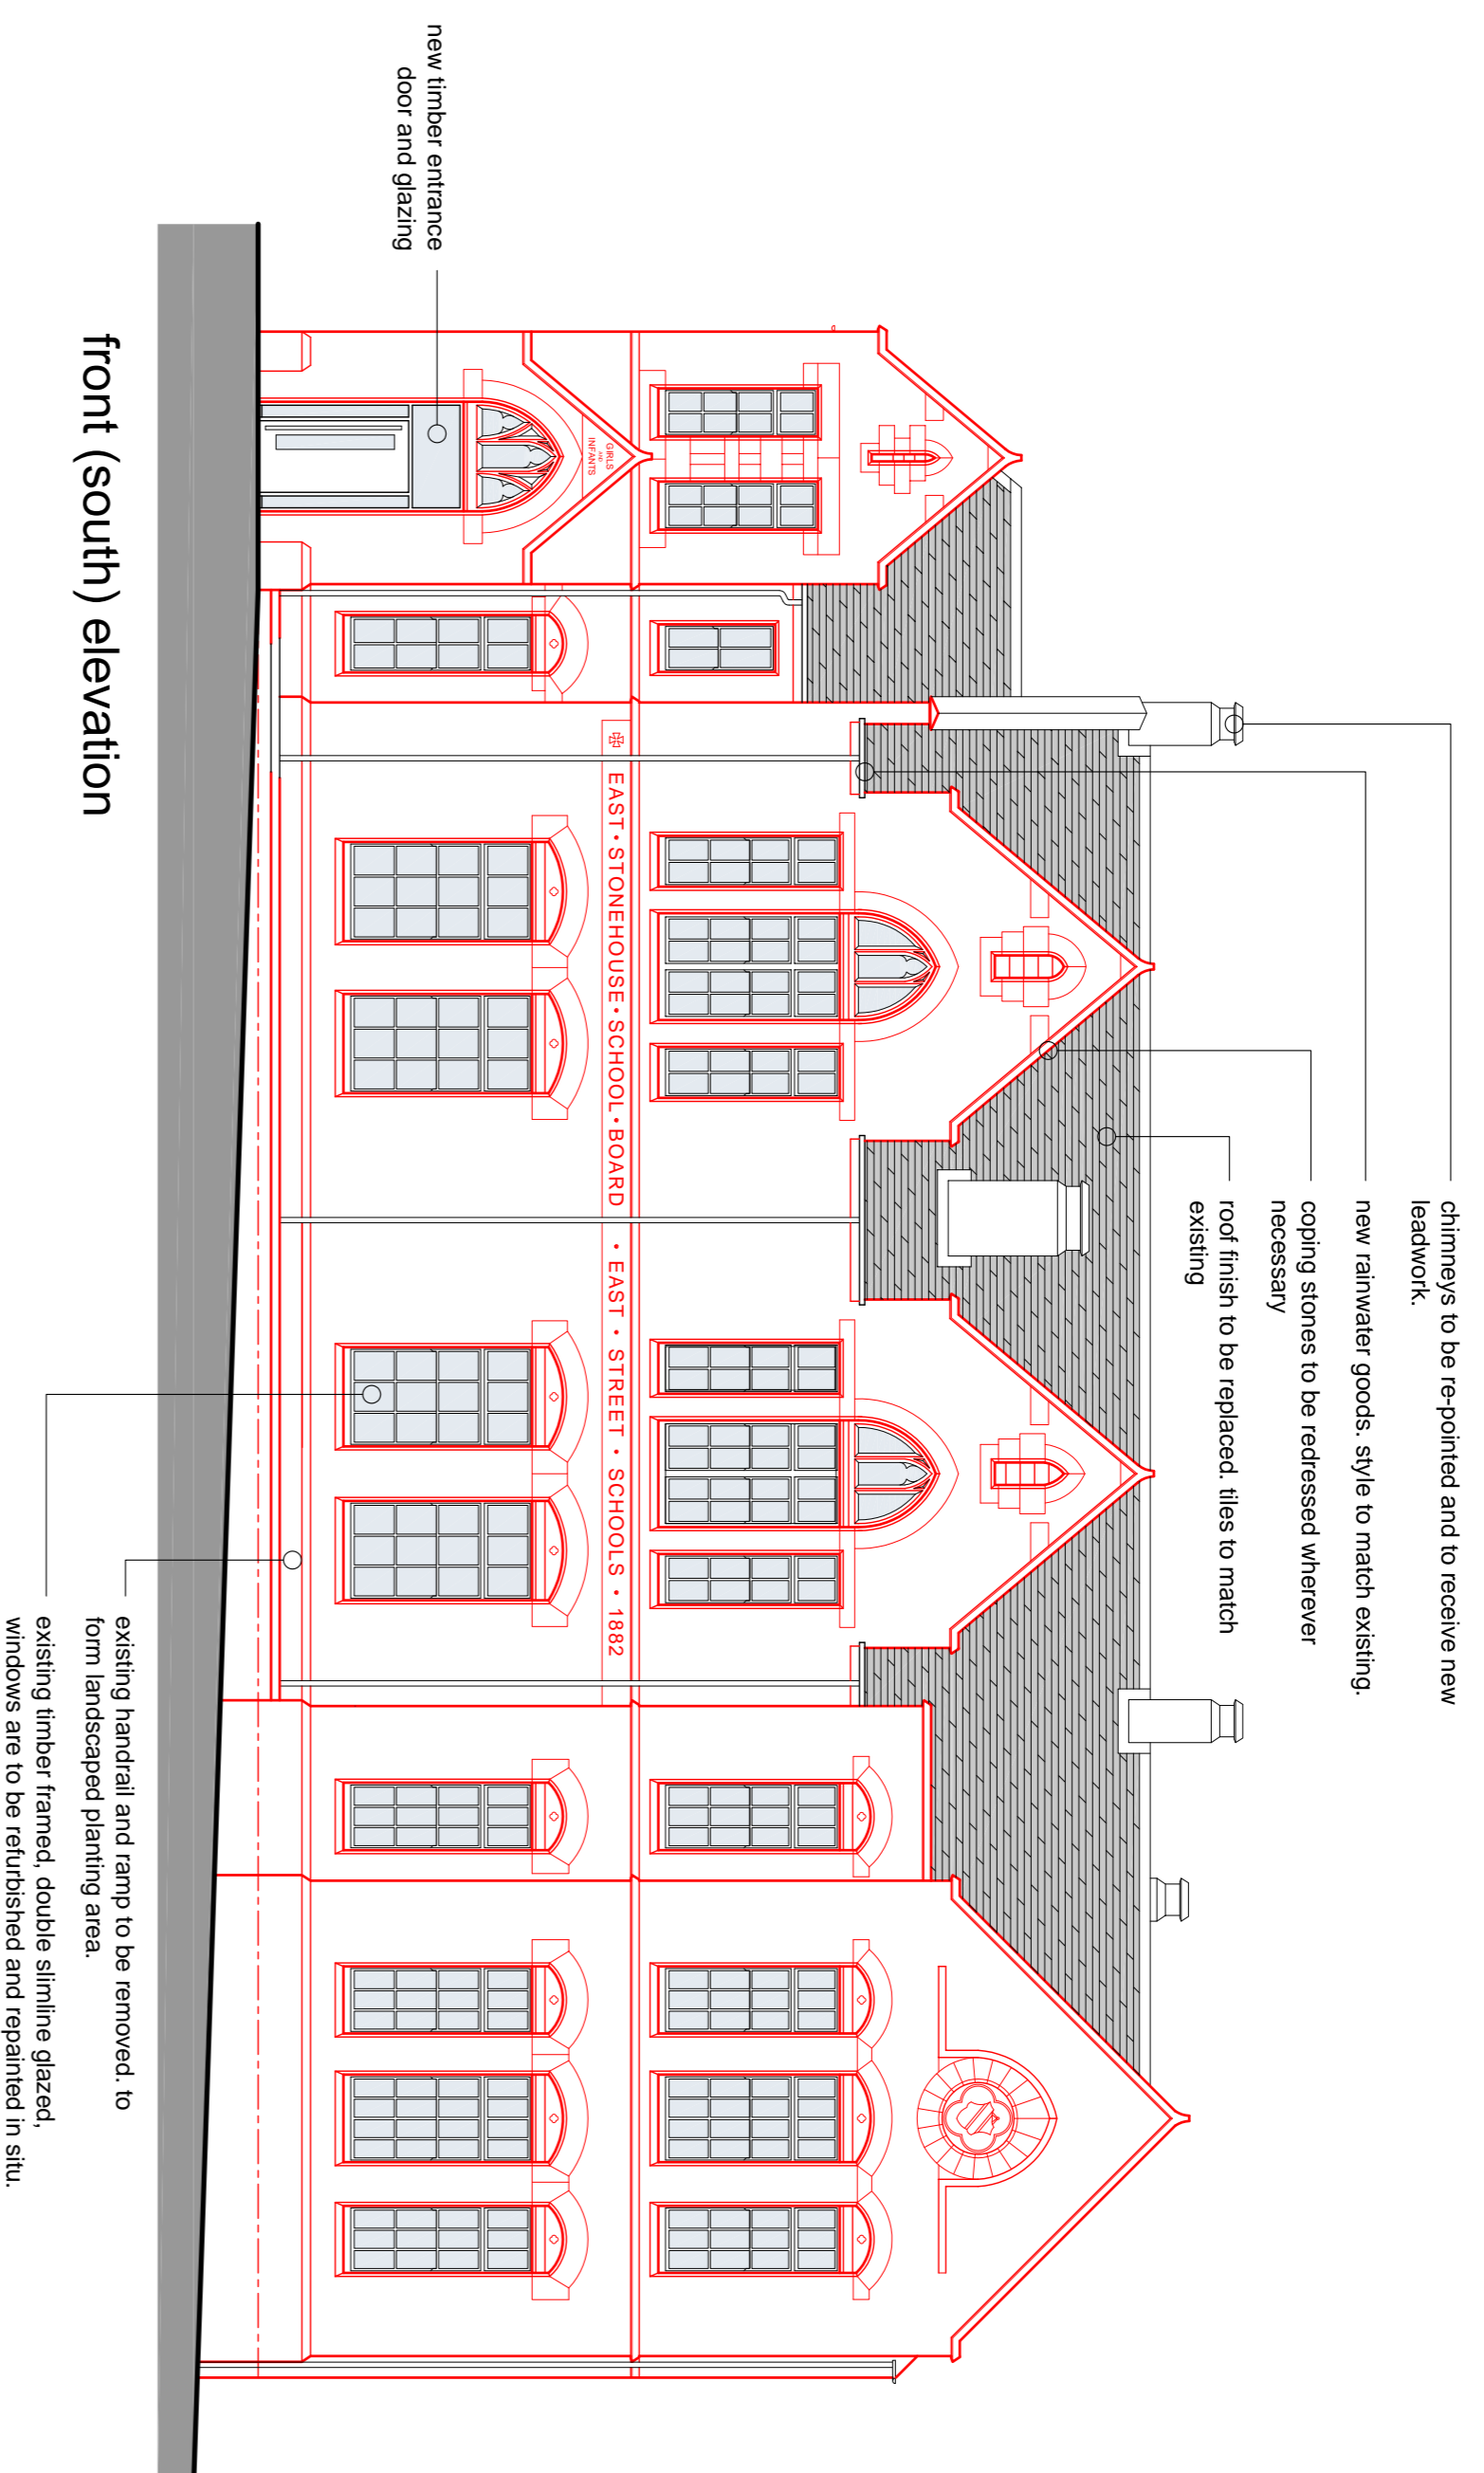 chimneys to be re-pointed and to receive new
leadwork.
new rainwater goods. style to match existing.
coping stones to be redressed wherever
necessary
roof finish to be replaced. tiles to match
existing
GIRLS
AND
INFANTS
EAST • STONEHOUSE • SCHOOL • BOARD • EAST • STREET • SCHOOLS • 1882
new timber entrance
door and glazing
existing handrail and ramp to be removed. to
form landscaped planting area.
existing timber framed, double slimline glazed,
windows are to be refurbished and repainted in situ.
front (south) elevation